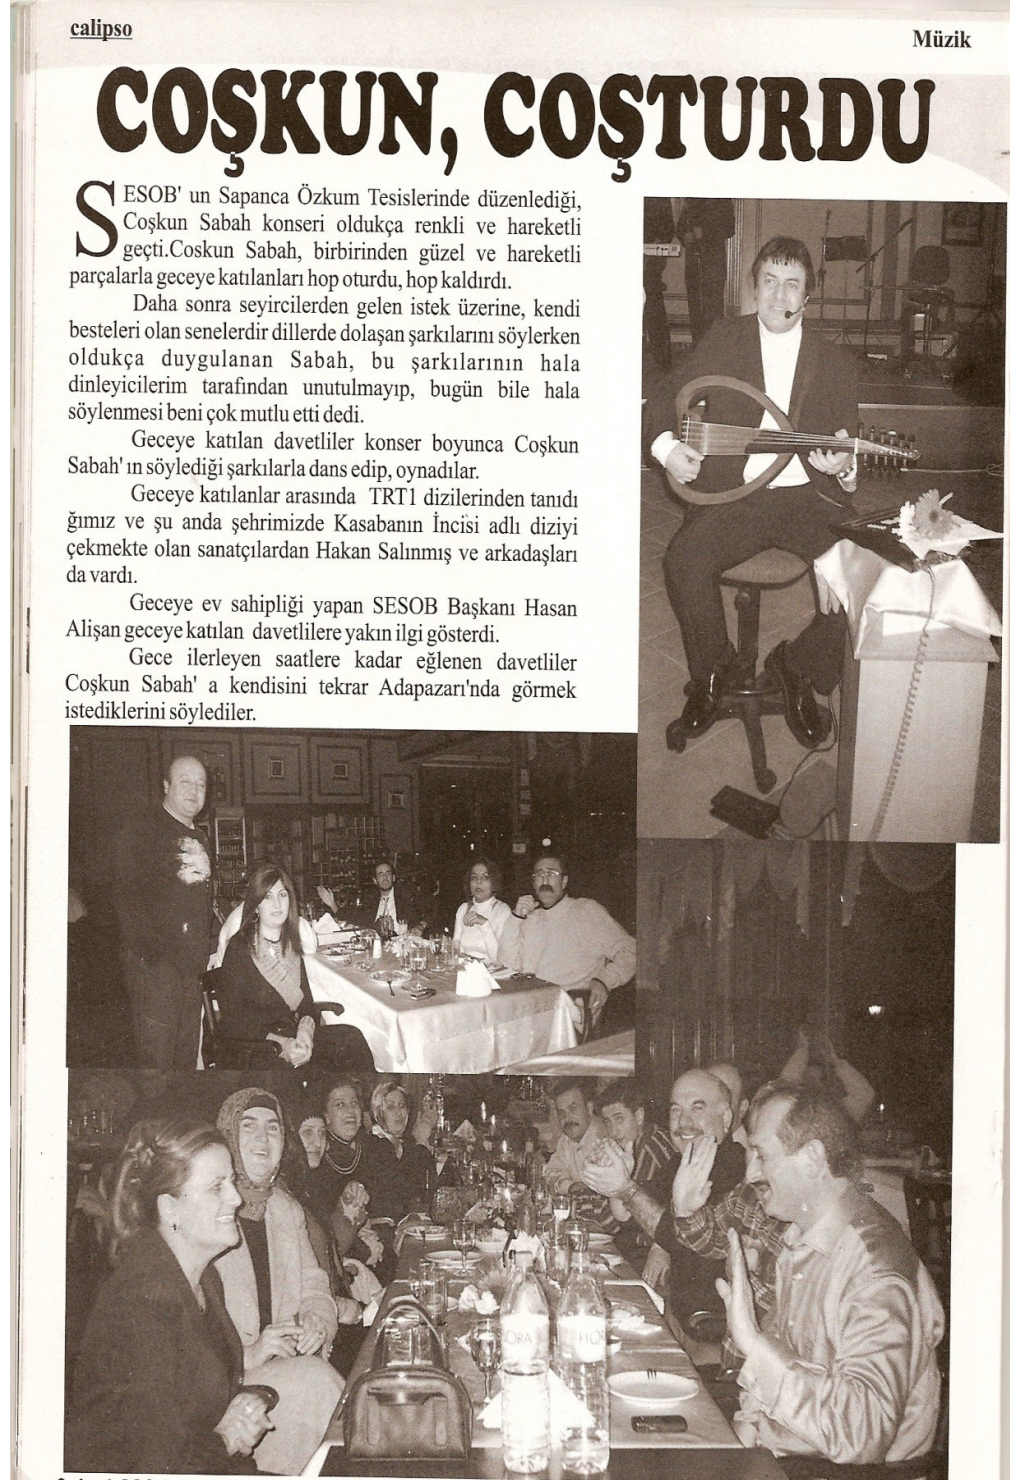 calipso
Müzik
COŞKUN, COŞTURDU
SESOB' un Sapanca Özkum Tesislerinde düzenlediği,
Coşkun Sabah konseri oldukça renkli ve hareketli
geçti.Coskun Sabah, birbirinden güzel ve hareketli
parçalarla geceye katılanları hop oturdu, hop kaldırdı.
Daha sonra seyircilerden gelen istek üzerine, kendi
besteleri olan senelerdir dillerde dolaşan şarkılarını söylerken
oldukça duygulanan Sabah, bu şarkılarının hala
dinleyicilerim tarafından unutulmayıp, bugün bile hala
söylenmesi beni çok mutlu etti dedi.
Geceye katılan davetliler konser boyunca Coşkun
Sabah' ın söylediği şarkılarla dans edip, oynadılar.
Geceye katılanlar arasında TRT1 dizilerinden tanıdı
ğımız ve şu anda şehrimizde Kasabanın İncisi adlı diziyi
çekmekte olan sanatçılardan Hakan Salınmış ve arkadaşları
da vardı.
Geceye ev sahipliği yapan SESOB Başkanı Hasan
Alişan geceye katılan davetlilere yakın ilgi gösterdi.
Gece ilerleyen saatlere kadar eğlenen davetliler
Coşkun Sabah' a kendisini tekrar Adapazarı'nda görmek
istediklerini söylediler.
LORA
FLOR